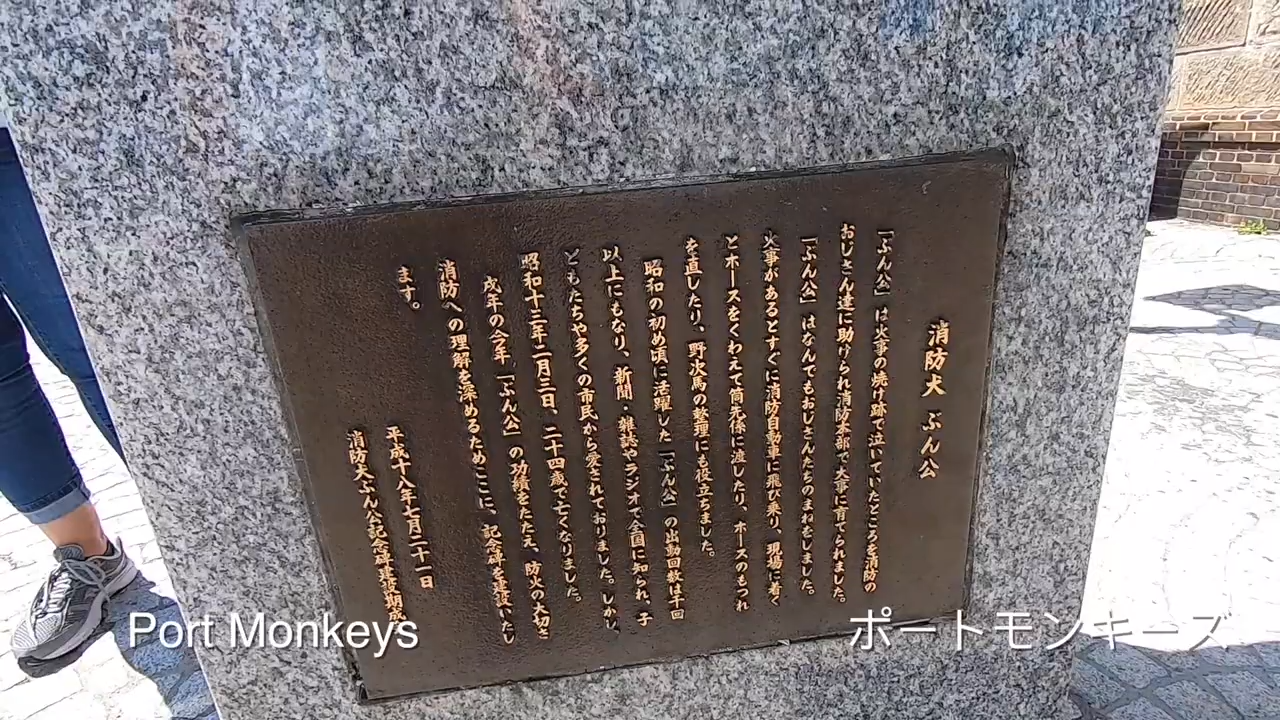 消防犬 ぶん公
「ぶん公」は火事の焼け跡で泣いていたところを消防の
おじさん達に助けられ消防本部で大事に育てられました。
「ぶん公」はなんでもおじさんたちのまねをしました。
火事があるとすぐに消防自動車に飛び乗り、現場に着く
とホースをくわえて筒先係に渡したり、ホースのもつれ
を直したり、野次馬の整理にも役立ちました。
昭和の初め頃に活躍した「ぶん公」の出動回数は千回
以上にもなり、新聞・雑誌やラジオで全国に知られ、子
どもたちや多くの市民から愛されておりました。しかし、
昭和十三年二月三日、二十四歳で亡くなりました。
戌年の今年「ぶん公」の功績をたたえ、防火の大切さ
消防への理解を深めるためここに、記念碑を建設いたし
ます。
平成十八年七月二十一日
消防犬ぶん公記念碑建設期成
Port Monkeys
ポートモンキーズ